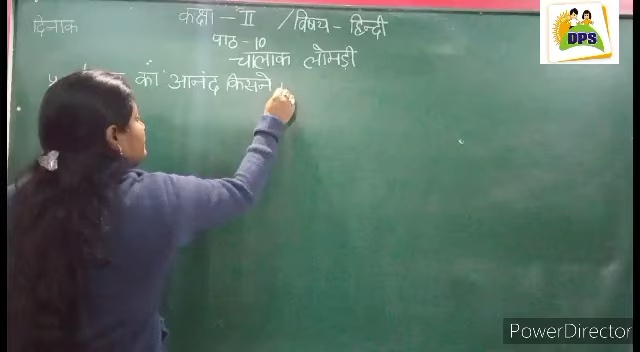 दिनाक
कक्षा - II / विषय - हिन्दी
पाठ - 10
चालाक लोमड़ी
का आनंद किसने
DPS
PowerDirector